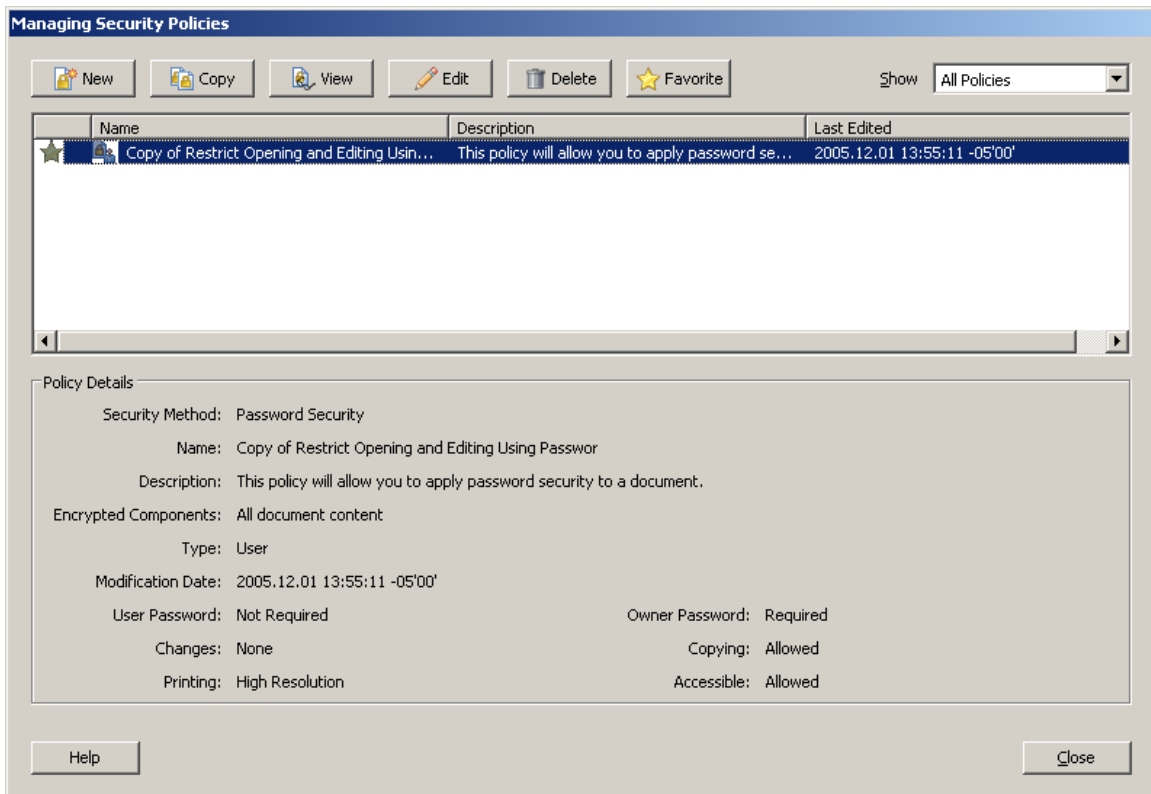 Managing Security Policies
New Copy View Edit Delete Favorite Show All Policies
Name Description Last Edited
Copy of Restrict Opening and Editing Usin... This policy will allow you to apply password se... 2005.12.01 13:55:11 -05'00'
Policy Details
Security Method: Password Security
Name: Copy of Restrict Opening and Editing Using Passwor
Description: This policy will allow you to apply password security to a document.
Encrypted Components: All document content
Type: User
Modification Date: 2005.12.01 13:55:11 -05'00'
User Password: Not Required Owner Password: Required
Changes: None Copying: Allowed
Printing: High Resolution Accessible: Allowed
Help Close